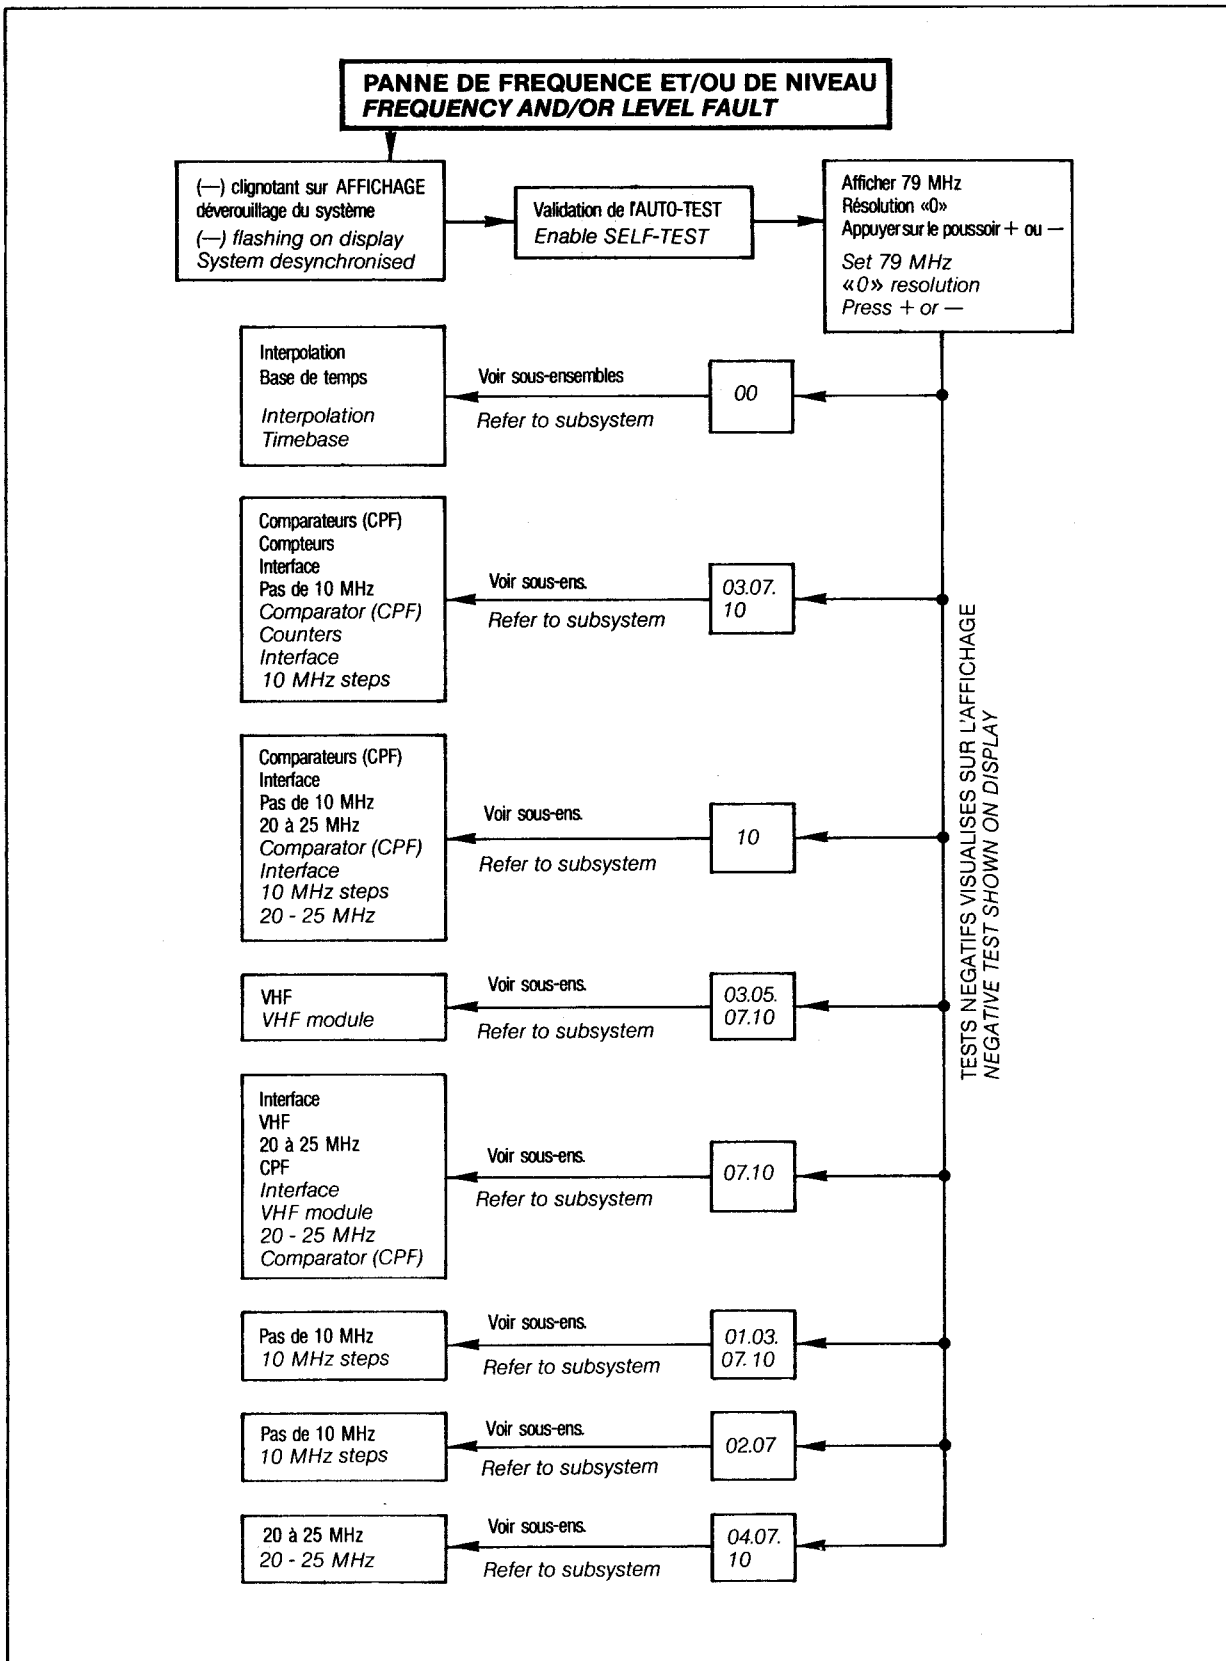 PANNE DE FREQUENCE ET/OU DE NIVEAU
FREQUENCY AND/OR LEVEL FAULT
(—) clignotant sur AFFICHAGE
déverouillage du système
(—) flashing on display
System desynchronised
Validation de l'AUTO-TEST
Enable SELF-TEST
Afficher 79 MHz
Résolution «0»
Appuyer sur le poussoir + ou —
Set 79 MHz
«0» resolution
Press + or —
Interpolation
Base de temps
Interpolation
Timebase
Voir sous-ensembles
Refer to subsystem
00
Comparateurs (CPF)
Compteurs
Interface
Pas de 10 MHz
Comparator (CPF)
Counters
Interface
10 MHz steps
Voir sous-ens.
Refer to subsystem
03.07.
10
Comparateurs (CPF)
Interface
Pas de 10 MHz
20 à 25 MHz
Comparator (CPF)
Interface
10 MHz steps
20 - 25 MHz
Voir sous-ens.
Refer to subsystem
10
VHF
VHF module
Voir sous-ens.
Refer to subsystem
03.05.
07.10
Interface
VHF
20 à 25 MHz
CPF
Interface
VHF module
20 - 25 MHz
Comparator (CPF)
Voir sous-ens.
Refer to subsystem
07.10
Pas de 10 MHz
10 MHz steps
Voir sous-ens.
Refer to subsystem
01.03.
07.10
Pas de 10 MHz
10 MHz steps
Voir sous-ens.
Refer to subsystem
02.07
20 à 25 MHz
20 - 25 MHz
Voir sous-ens.
Refer to subsystem
04.07.
10
TESTS NEGATIFS VISUALISES SUR L'AFFICHAGE
NEGATIVE TEST SHOWN ON DISPLAY